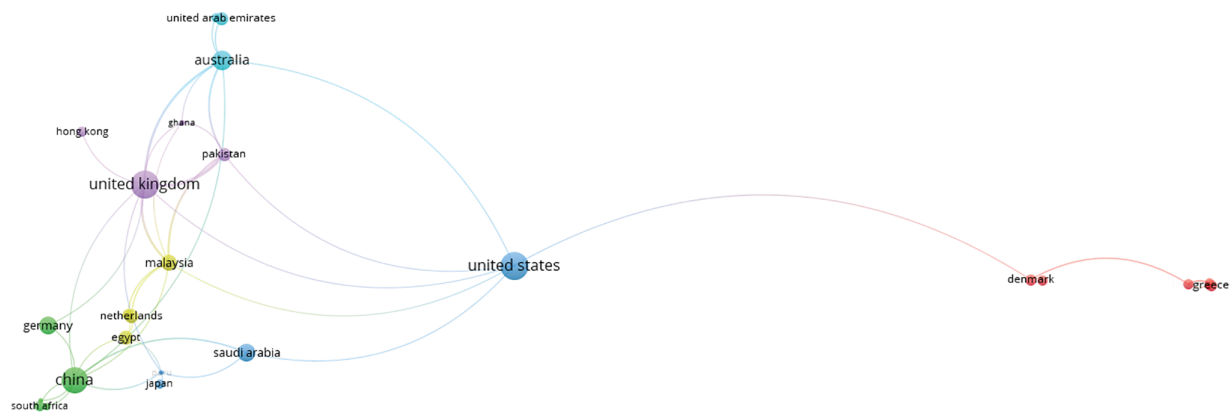 united arab emirates
australia
ghana
hong kong
pakistan
united kingdom
malaysia
united states
denmark
greece
netherlands
germany
egypt
saudi arabia
china
japan
south africa